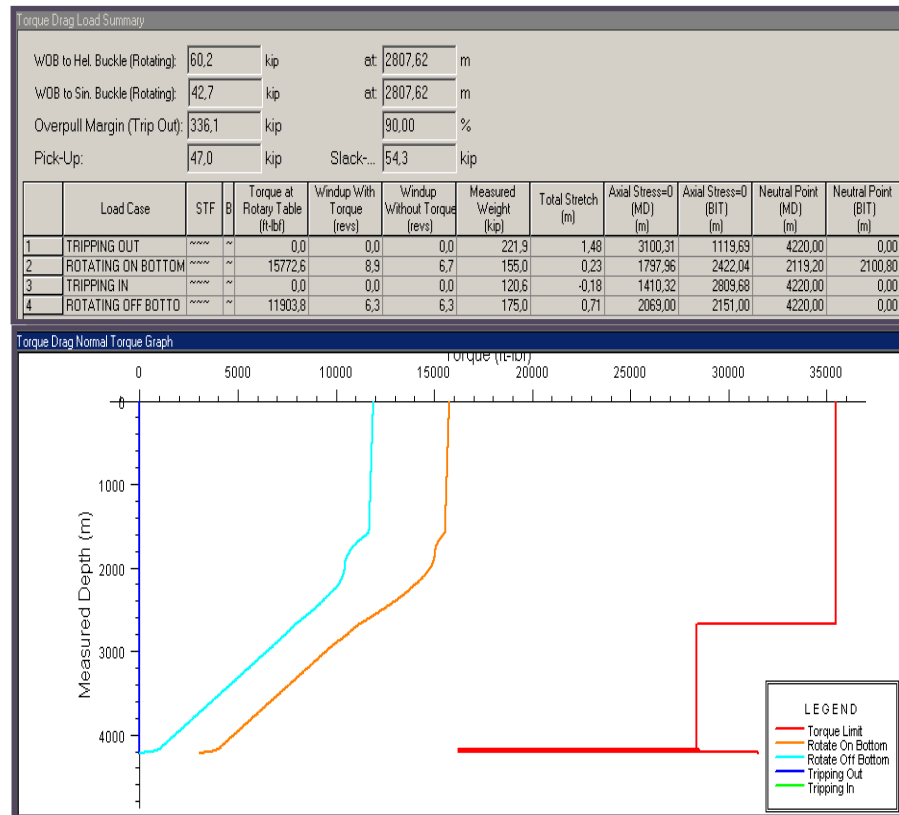 Torque Drag Load Summary
WOB to Hel. Buckle (Rotating): 60,2 kip at: 2807,62 m
WOB to Sin. Buckle (Rotating): 42,7 kip at: 2807,62 m
Overpull Margin (Trip Out): 336,1 kip 90,00 %
Pick-Up: 47,0 kip Slack-... 54,3 kip
Load Case STF B Torque at Rotary Table (ft-lbf) Windup With Torque (revs) Windup Without Torque (revs) Measured Weight (kip) Total Stretch (m) Axial Stress=0 (MD) (m) Axial Stress=0 (BIT) (m) Neutral Point (MD) (m) Neutral Point (BIT) (m)
1 TRIPPING OUT ~~~ ~ 0,0 0,0 0,0 221,9 1,48 3100,31 1119,69 4220,00 0,00
2 ROTATING ON BOTTOM ~~~ ~ 15772,6 8,9 6,7 155,0 0,23 1797,96 2422,04 2119,20 2100,80
3 TRIPPING IN ~~~ ~ 0,0 0,0 0,0 120,6 -0,18 1410,32 2809,68 4220,00 0,00
4 ROTATING OFF BOTTO ~~~ ~ 11903,8 6,3 6,3 175,0 0,71 2069,00 2151,00 4220,00 0,00
Torque Drag Normal Torque Graph
Torque (ft-lbf)
0 5000 10000 15000 20000 25000 30000 35000
0
1000
2000
3000
4000
Measured Depth (m)
LEGEND
Torque Limit
Rotate On Bottom
Rotate Off Bottom
Tripping Out
Tripping In